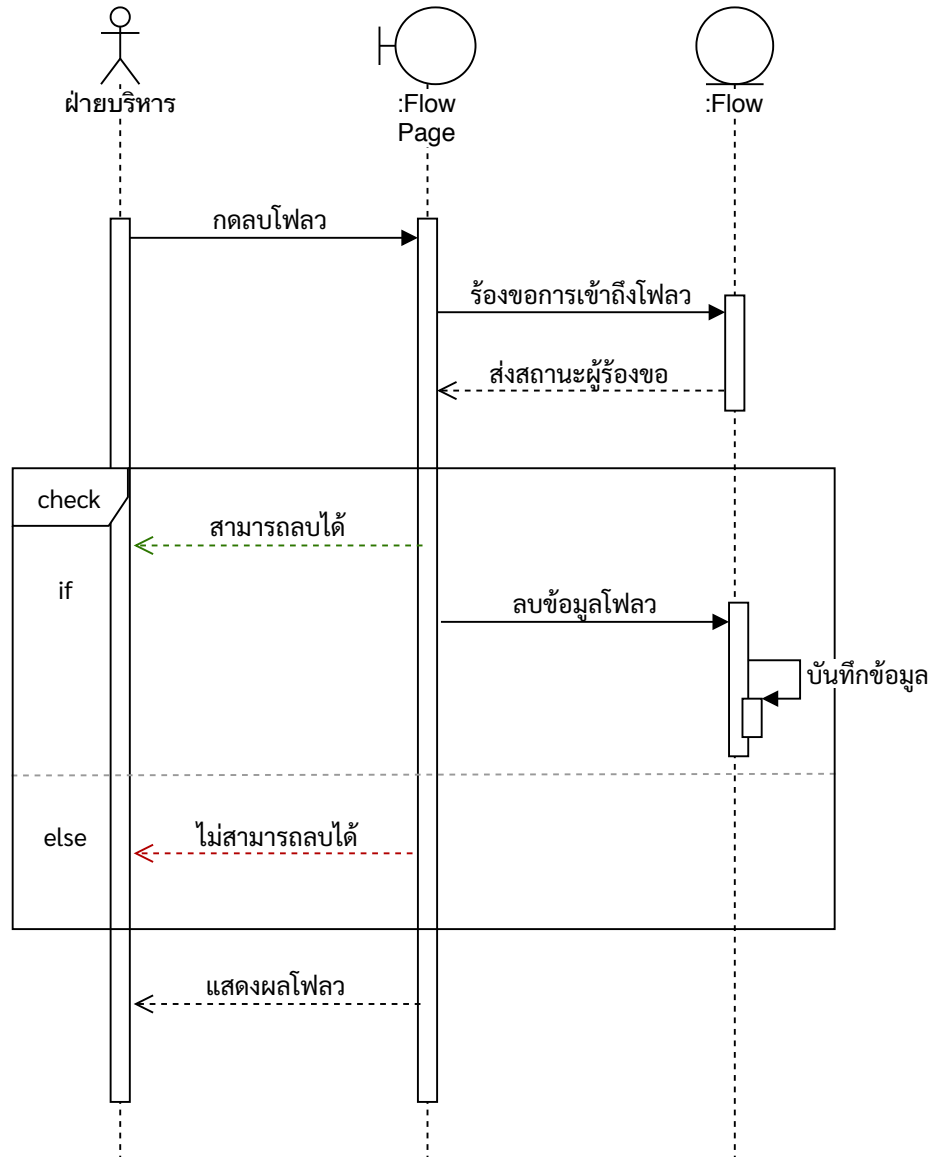 ฝ่ายบริหาร
:Flow
Page
:Flow
กดลบโฟลว
ร้องขอการเข้าถึงโฟลว
ส่งสถานะผู้ร้องขอ
check
สามารถลบได้
if
ลบข้อมูลโฟลว
บันทึกข้อมูล
else
ไม่สามารถลบได้
แสดงผลโฟลว